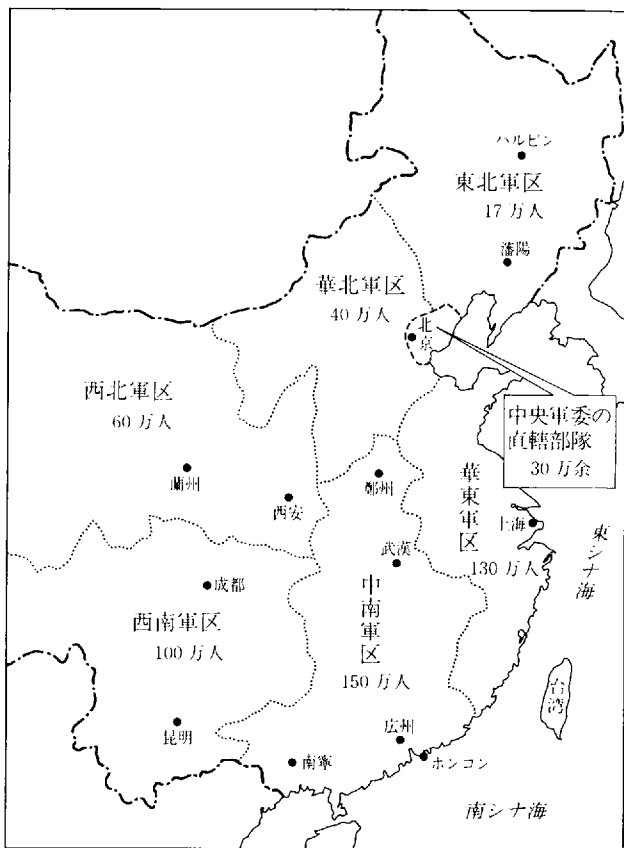 ハルビン
東北軍区
17万人
藩陽
華北軍区
40万人
北京
西北軍区
60万人
中央軍委の
直轄部隊
30万余
蘭州
鄭州
西安
華東軍区
上海
130万人
東シナ海
武漢
成都
中南軍区
西南軍区
100万人
150万人
台湾
昆明
広州
南寧
ホンコン
南シナ海